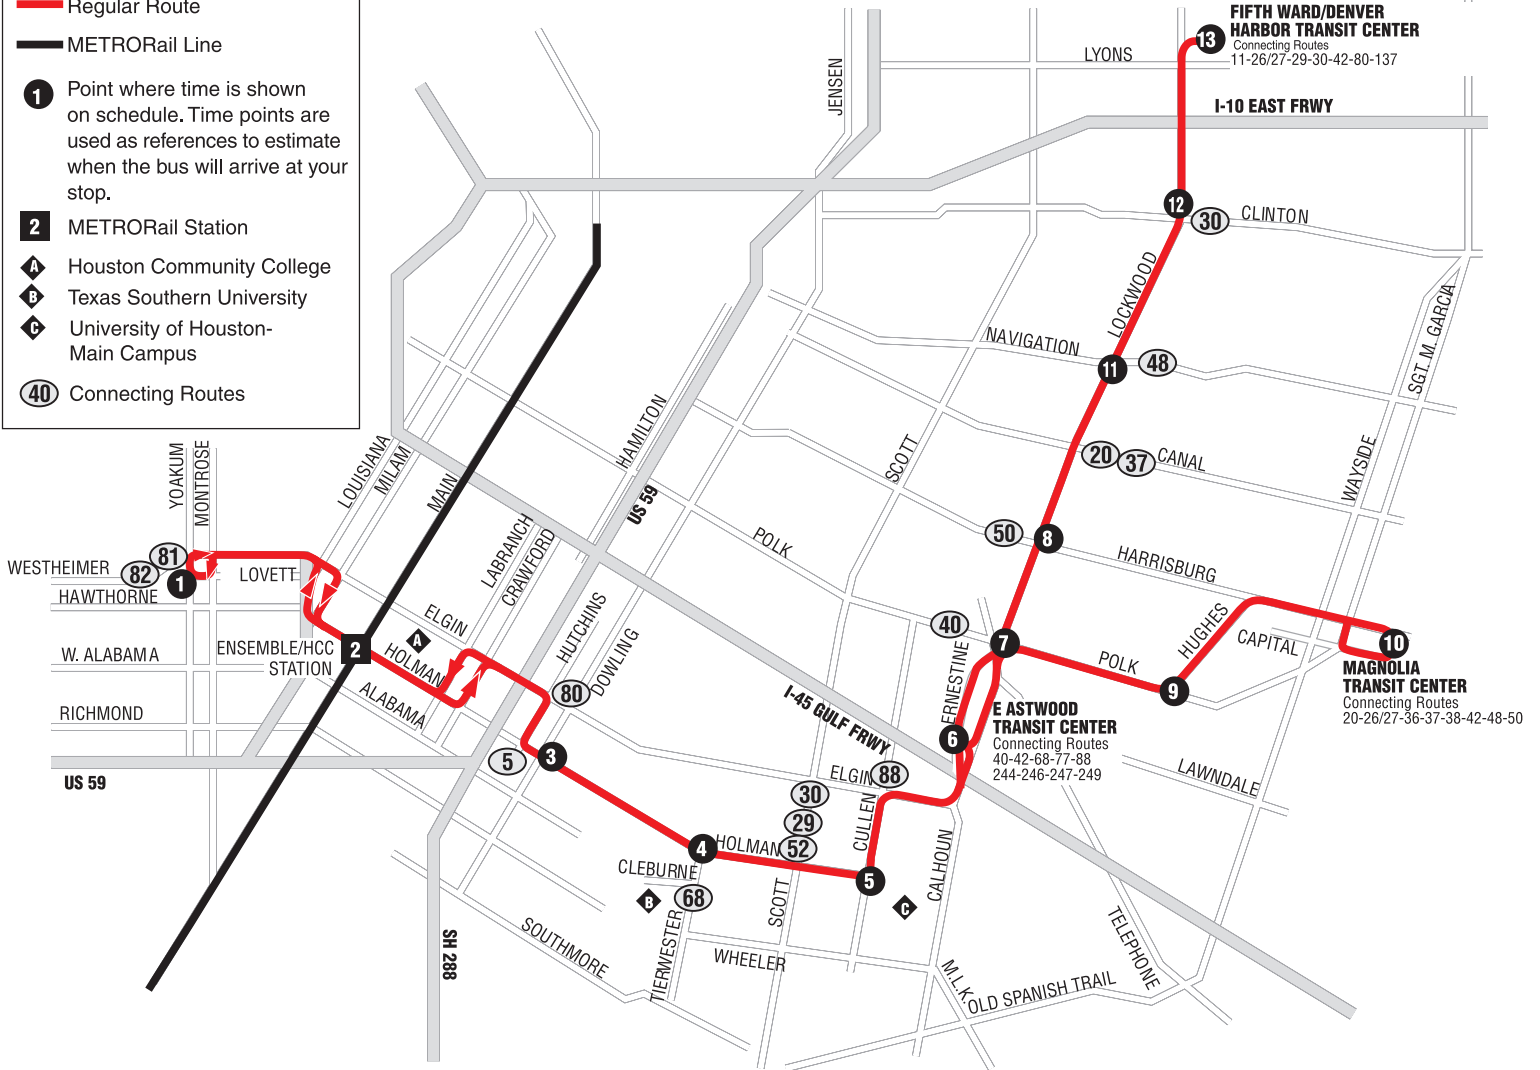 Regular Route
METRORail Line
1
Point where time is shown
on schedule. Time points are
used as references to estimate
when the bus will arrive at your
stop.
2
METRORail Station
A
Houston Community College
B
Texas Southern University
C
University of Houston-
Main Campus
40
Connecting Routes
13
FIFTH WARD/DENVER
HARBOR TRANSIT CENTER
Connecting Routes
11-26/27-29-30-42-80-137
LYONS
JENSEN
I-10 EAST FRWY
12
30
CLINTON
LOCKWOOD
NAVIGATION
11
48
SGT. M. GARCIA
HAMILTON
SCOTT
20
37
CANAL
WAYSIDE
YOAKUM
MONTROSE
LOUISIANA
MILAM
MAIN
US 59
LABRANCH
CRAWFORD
POLK
50
8
HARRISBURG
81
82
WESTHEIMER
1
LOVETT
HAWTHORNE
ELGIN
HUTCHINS
DOWLING
40
7
ERNESTINE
POLK
HUGHES
CAPITAL
10
9
MAGNOLIA
TRANSIT CENTER
Connecting Routes
20-26/27-36-37-38-42-48-50
W. ALABAMA
ENSEMBLE/HCC
STATION
2
A
HOLMAN
ALABAMA
80
RICHMOND
I-45 GULF FRWY
6
E ASTWOOD
TRANSIT CENTER
Connecting Routes
40-42-68-77-88
244-246-247-249
US 59
5
3
ELGIN
88
30
29
52
CULLEN
LAWNDALE
4
HOLMAN
5
CLEBURNE
B
68
SCOTT
C
CALHOUN
SH 288
SOUTHMORE
TIERWESTER
WHEELER
M.L.K.
OLD SPANISH TRAIL
TELEPHONE